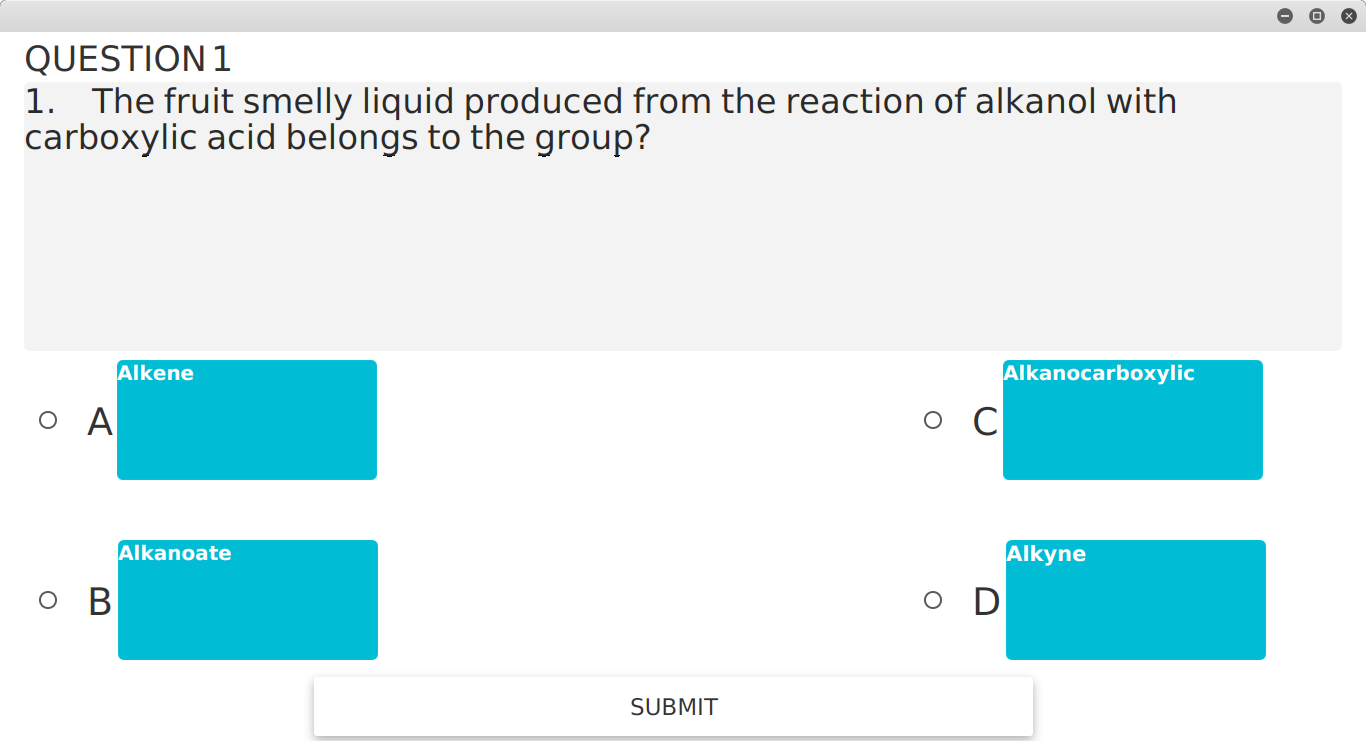 QUESTION 1
1. The fruit smelly liquid produced from the reaction of alkanol with
carboxylic acid belongs to the group?
A Alkene
C Alkanocarboxylic
B Alkanoate
D Alkyne
SUBMIT